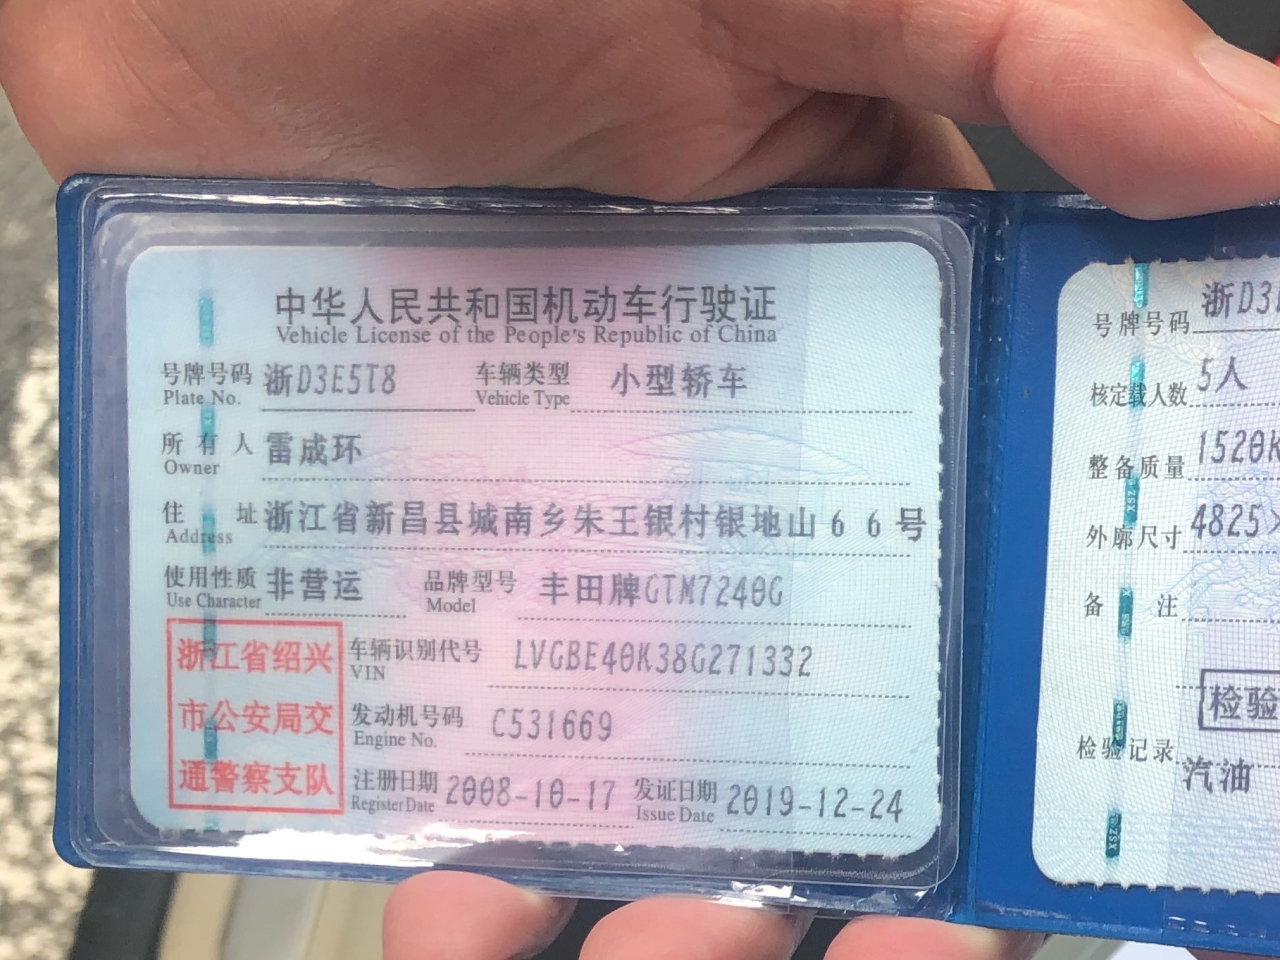 中华人民共和国机动车行驶证
Vehicle License of the People's Republic of China
号牌号码 浙D3E5T8 车辆类型 小型轿车
Plate No. Vehicle Type
所有人 雷成环
Owner
住址 浙江省新昌县城南乡朱王银村银地山66号
Address
使用性质 非营运 品牌型号 丰田牌GTM7240G
Use Character Model
浙江省绍兴
市公安局交
通警察支队
车辆识别代号 LVGBE40K38G271332
VIN
发动机号码 C531669
Engine No.
注册日期 2008-10-17 发证日期 2019-12-24
Register Date Issue Date
号牌号码 浙D3
核定载人数 5人
整备质量 1520K
外廓尺寸 4825×
备注
检验
检验记录
汽油
XSZ
XSZ